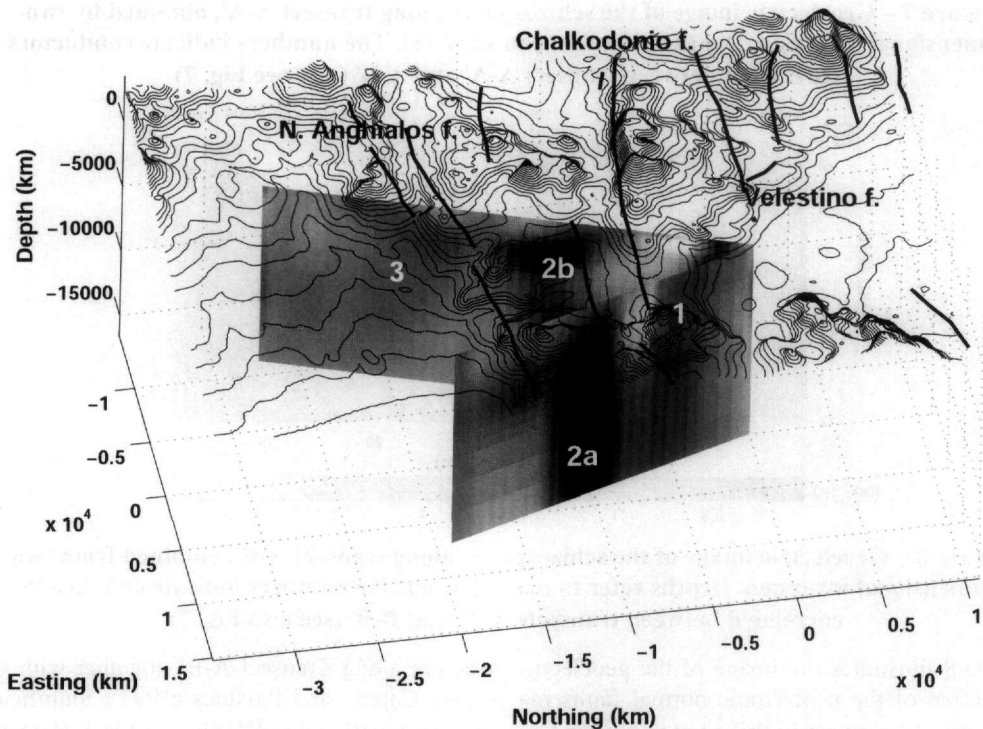 Chalkodonio f.
N. Anghialos f.
Velestino f.
0
−5000
−10000
−15000
Depth (km)
3
2b
1
2a
−1
−0.5
0
x 10⁴
0.5
1
1.5
Easting (km)
−3
−2.5
−2
−1.5
−1
−0.5
0
0.5
1
x 10⁴
Northing (km)